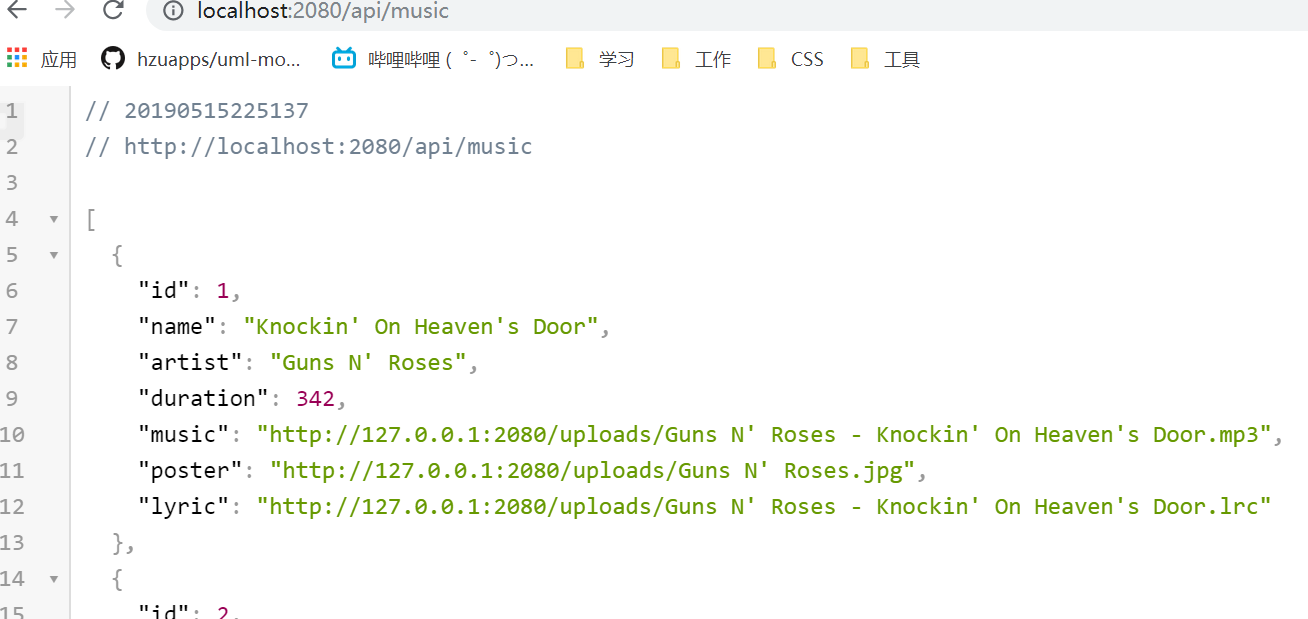 localhost:2080/api/music
应用 hzuapps/uml-mo... 哔哩哔哩 ( ゜- ゜)つ... 学习 工作 CSS 工具
1 // 20190515225137
2 // http://localhost:2080/api/music
3
4 [
5 {
6 "id": 1,
7 "name": "Knockin' On Heaven's Door",
8 "artist": "Guns N' Roses",
9 "duration": 342,
10 "music": "http://127.0.0.1:2080/uploads/Guns N' Roses - Knockin' On Heaven's Door.mp3",
11 "poster": "http://127.0.0.1:2080/uploads/Guns N' Roses.jpg",
12 "lyric": "http://127.0.0.1:2080/uploads/Guns N' Roses - Knockin' On Heaven's Door.lrc"
13 },
14 {
15 "id": 2,